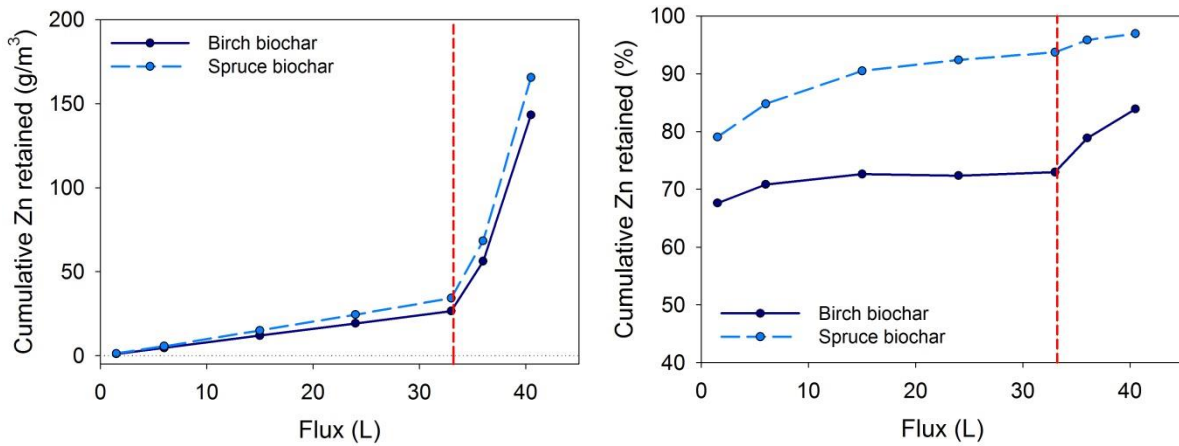 Cumulative Zn retained (g/m³)
200
150
100
50
0
Birch biochar
Spruce biochar
0 10 20 30 40
Flux (L)
Cumulative Zn retained (%)
100
90
80
70
60
50
40
Birch biochar
Spruce biochar
0 10 20 30 40
Flux (L)